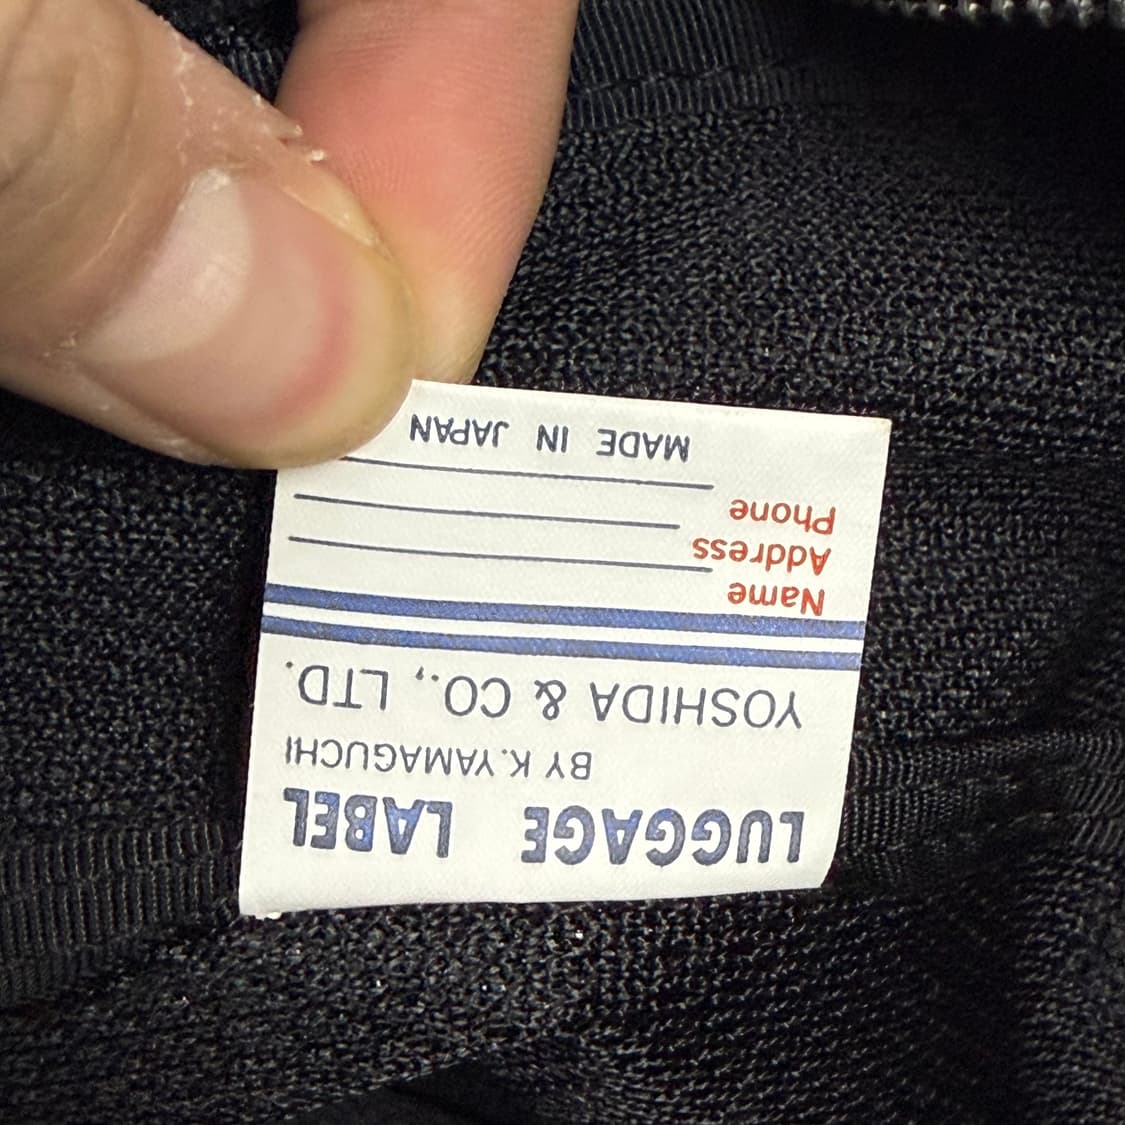 LUGGAGE LABEL
BY K.YAMAGUCHI
YOSHIDA & CO., LTD.
Name
Address
Phone
MADE IN JAPAN